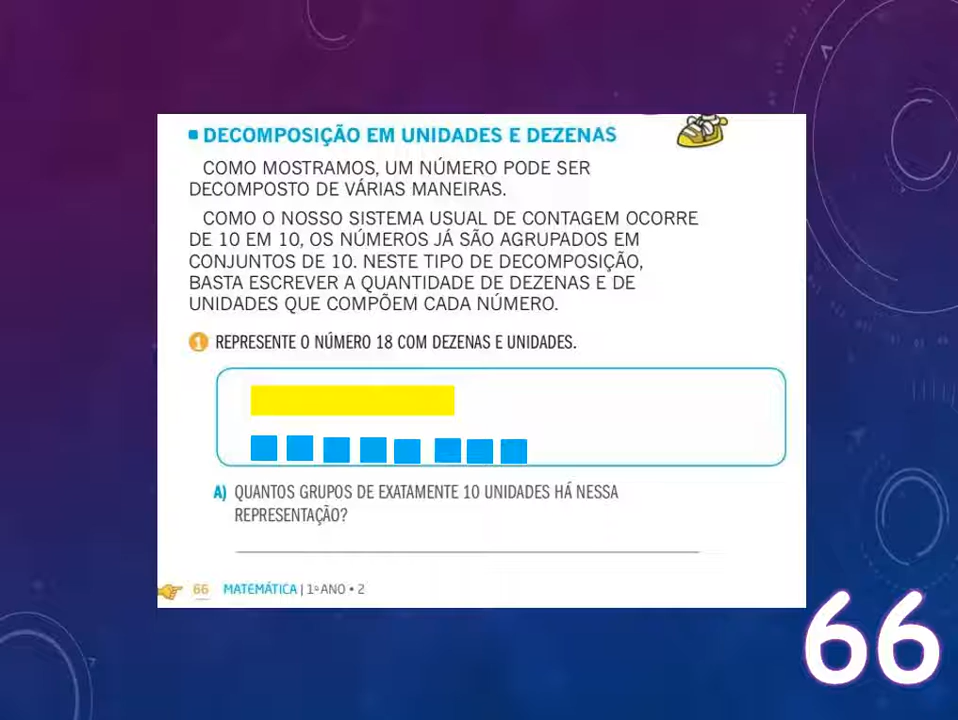 DECOMPOSIÇÃO EM UNIDADES E DEZENAS
COMO MOSTRAMOS, UM NÚMERO PODE SER
DECOMPOSTO DE VÁRIAS MANEIRAS.
COMO O NOSSO SISTEMA USUAL DE CONTAGEM OCORRE
DE 10 EM 10, OS NÚMEROS JÁ SÃO AGRUPADOS EM
CONJUNTOS DE 10. NESTE TIPO DE DECOMPOSIÇÃO,
BASTA ESCREVER A QUANTIDADE DE DEZENAS E DE
UNIDADES QUE COMPÕEM CADA NÚMERO.
1 REPRESENTE O NÚMERO 18 COM DEZENAS E UNIDADES.
A) QUANTOS GRUPOS DE EXATAMENTE 10 UNIDADES HÁ NESSA
REPRESENTAÇÃO?
66 MATEMÁTICA | 1º ANO • 2
66